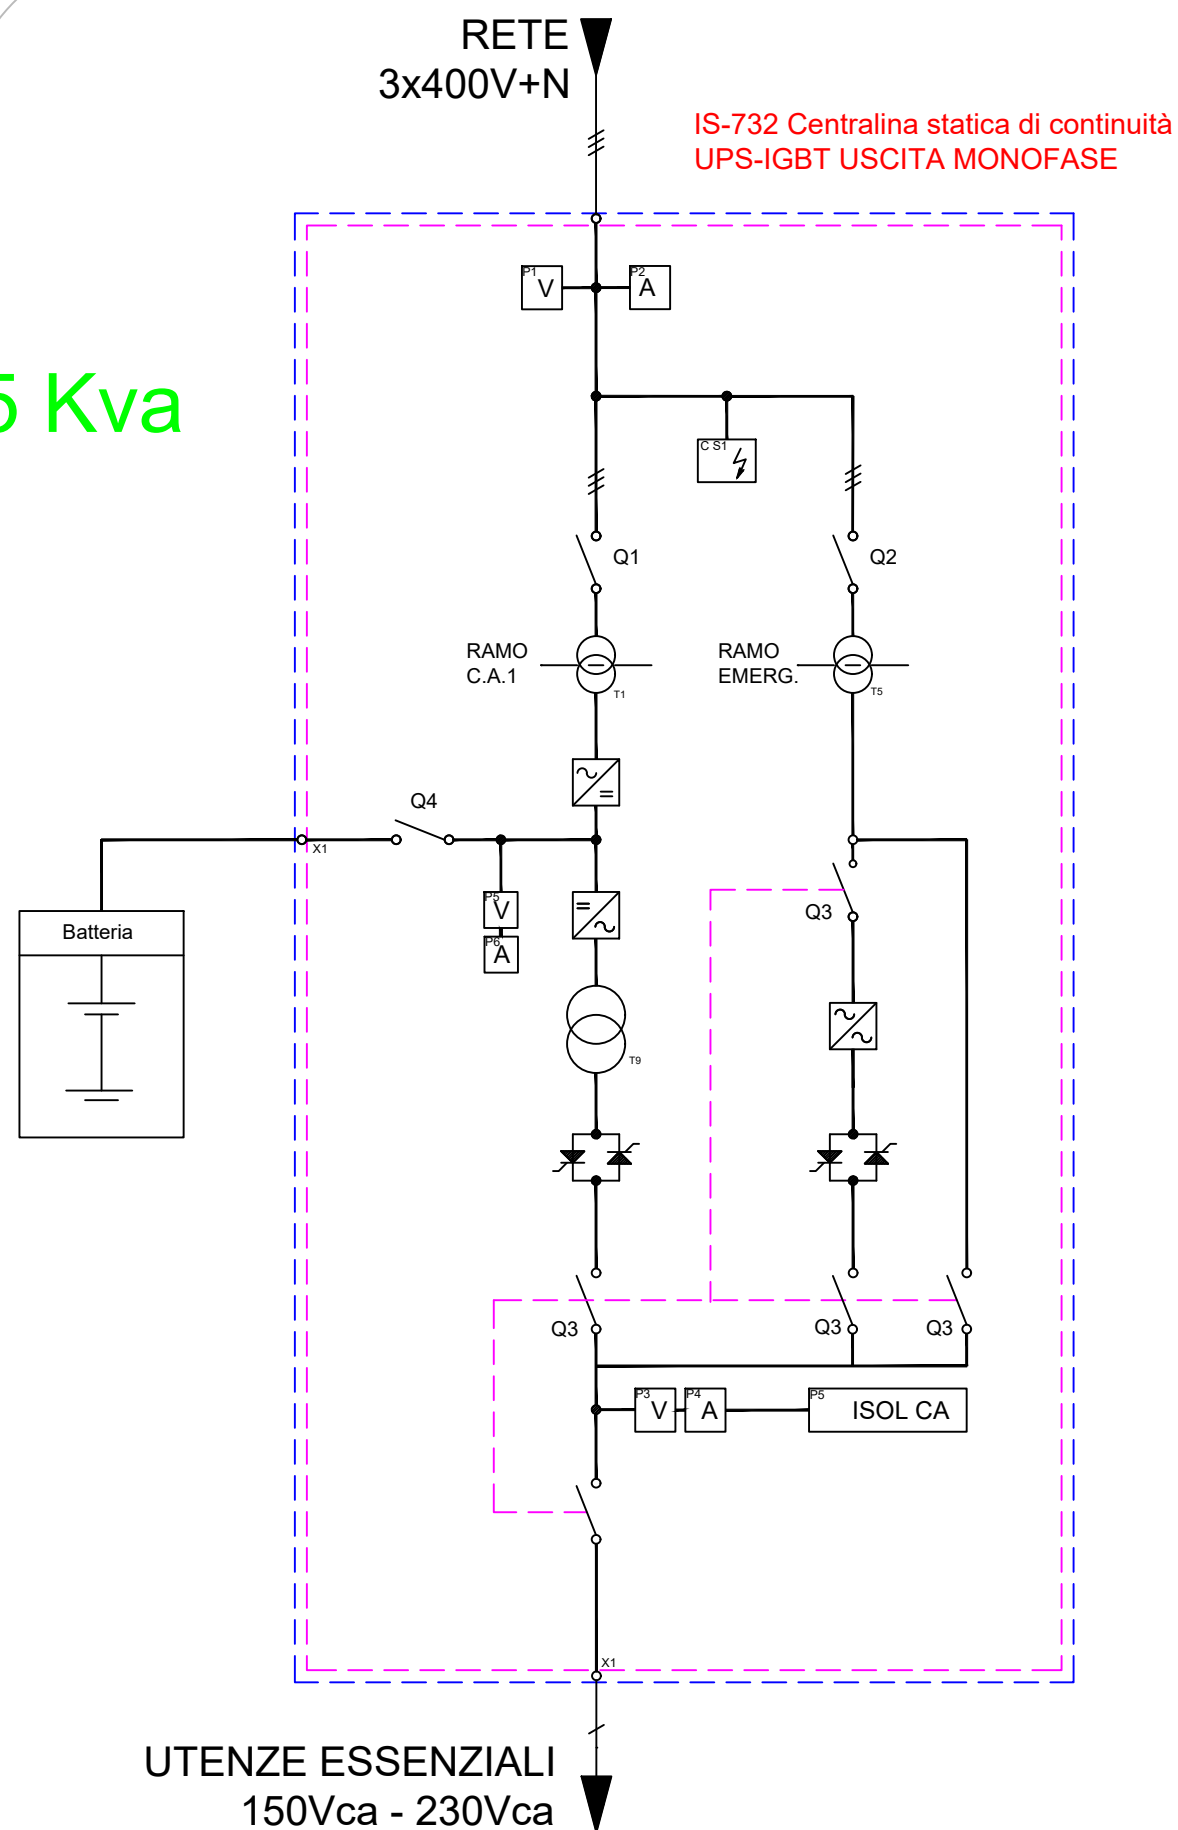 RETE
3x400V+N
IS-732 Centralina statica di continuità
UPS-IGBT USCITA MONOFASE
P1
V
P2
A
5 Kva
C S1
Q1
Q2
RAMO
C.A.1
T1
RAMO
EMERG.
T5
Q4
X1
P5
V
P6
A
Batteria
Q3
T9
Q3
Q3
Q3
P3
V
P4
A
P5
ISOL CA
X1
UTENZE ESSENZIALI
150Vca - 230Vca